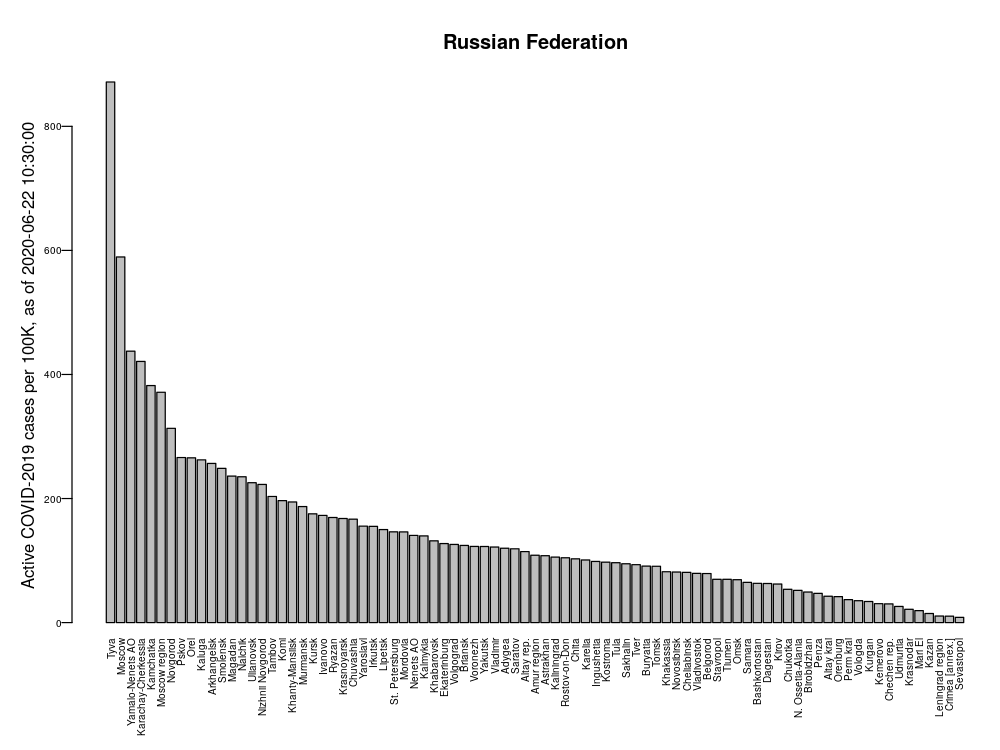 Russian Federation
Active COVID-2019 cases per 100K, as of 2020-06-22 10:30:00
800
600
400
200
0
Tyva
Moscow
Yamalo-Nenets AO
Karachay-Cherkessia
Kamchatka
Moscow region
Novgorod
Pskov
Orel
Kaluga
Arkhangelsk
Smolensk
Magadan
Nalchik
Ulianovsk
Nizhnii Novgorod
Tambov
Komi
Khanty-Mansiisk
Murmansk
Kursk
Ivanovo
Ryazan
Krasnoyarsk
Chuvashia
Yaroslavl
Irkutsk
Lipetsk
St. Petersburg
Mordovia
Nenets AO
Kalmykia
Khabarovsk
Ekaterinburg
Volgograd
Briansk
Voronezh
Yakutsk
Vladimir
Adygea
Saratov
Altay rep.
Amur region
Astrakhan
Kaliningrad
Rostov-on-Don
Chita
Karelia
Ingushetia
Kostroma
Tula
Sakhalin
Tver
Buryatia
Tomsk
Khakassia
Novosibirsk
Cheliabinsk
Vladivostok
Belgorod
Stavropol
Tiumen
Omsk
Samara
Bashkortostan
Dagestan
Kirov
Chukotka
N. Ossetia-Alania
Birobidzhan
Penza
Altay krai
Orenburg
Perm krai
Vologda
Kurgan
Kemerovo
Chechen rep.
Udmurtia
Krasnodar
Mari El
Kazan
Leningrad region
Crimea [annex.]
Sevastopol